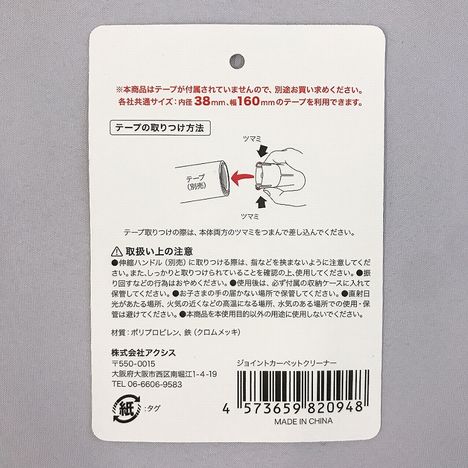 ※本商品はテープが付属されていませんので、別途お買い求めください。
各社共通サイズ：内径38mm、幅160mmのテープを利用できます。
テープの取りつけ方法
ツマミ
テープ
(別売)
ツマミ
テープ取りつけの際は、本体両方のツマミをつまんで差し込んでください。
取扱い上の注意
●伸縮ハンドル(別売)に取りつける際は、指などを挟まないように注意してく
ださい。また、しっかりと取りつけられていることを確認の上、使用してください。●振
り回すなどの行為はおやめください。●使用後は、必ず付属の収納ケースに入れて
保管してください。●お子さまの手の届かない場所で保管してください。●直射日
光があたる場所、火気の近くなどの高温になる場所、水気のある場所での使用・保
管は避けてください。●本商品を本使用目的以外の用途に使用しないでください。
材質：ポリプロピレン、鉄(クロムメッキ)
株式会社アクシス
〒550-0015
大阪府大阪市西区南堀江1-4-19
TEL 06-6606-9583
ジョイントカーペットクリーナー
紙
:タグ
4 573659 820948
MADE IN CHINA